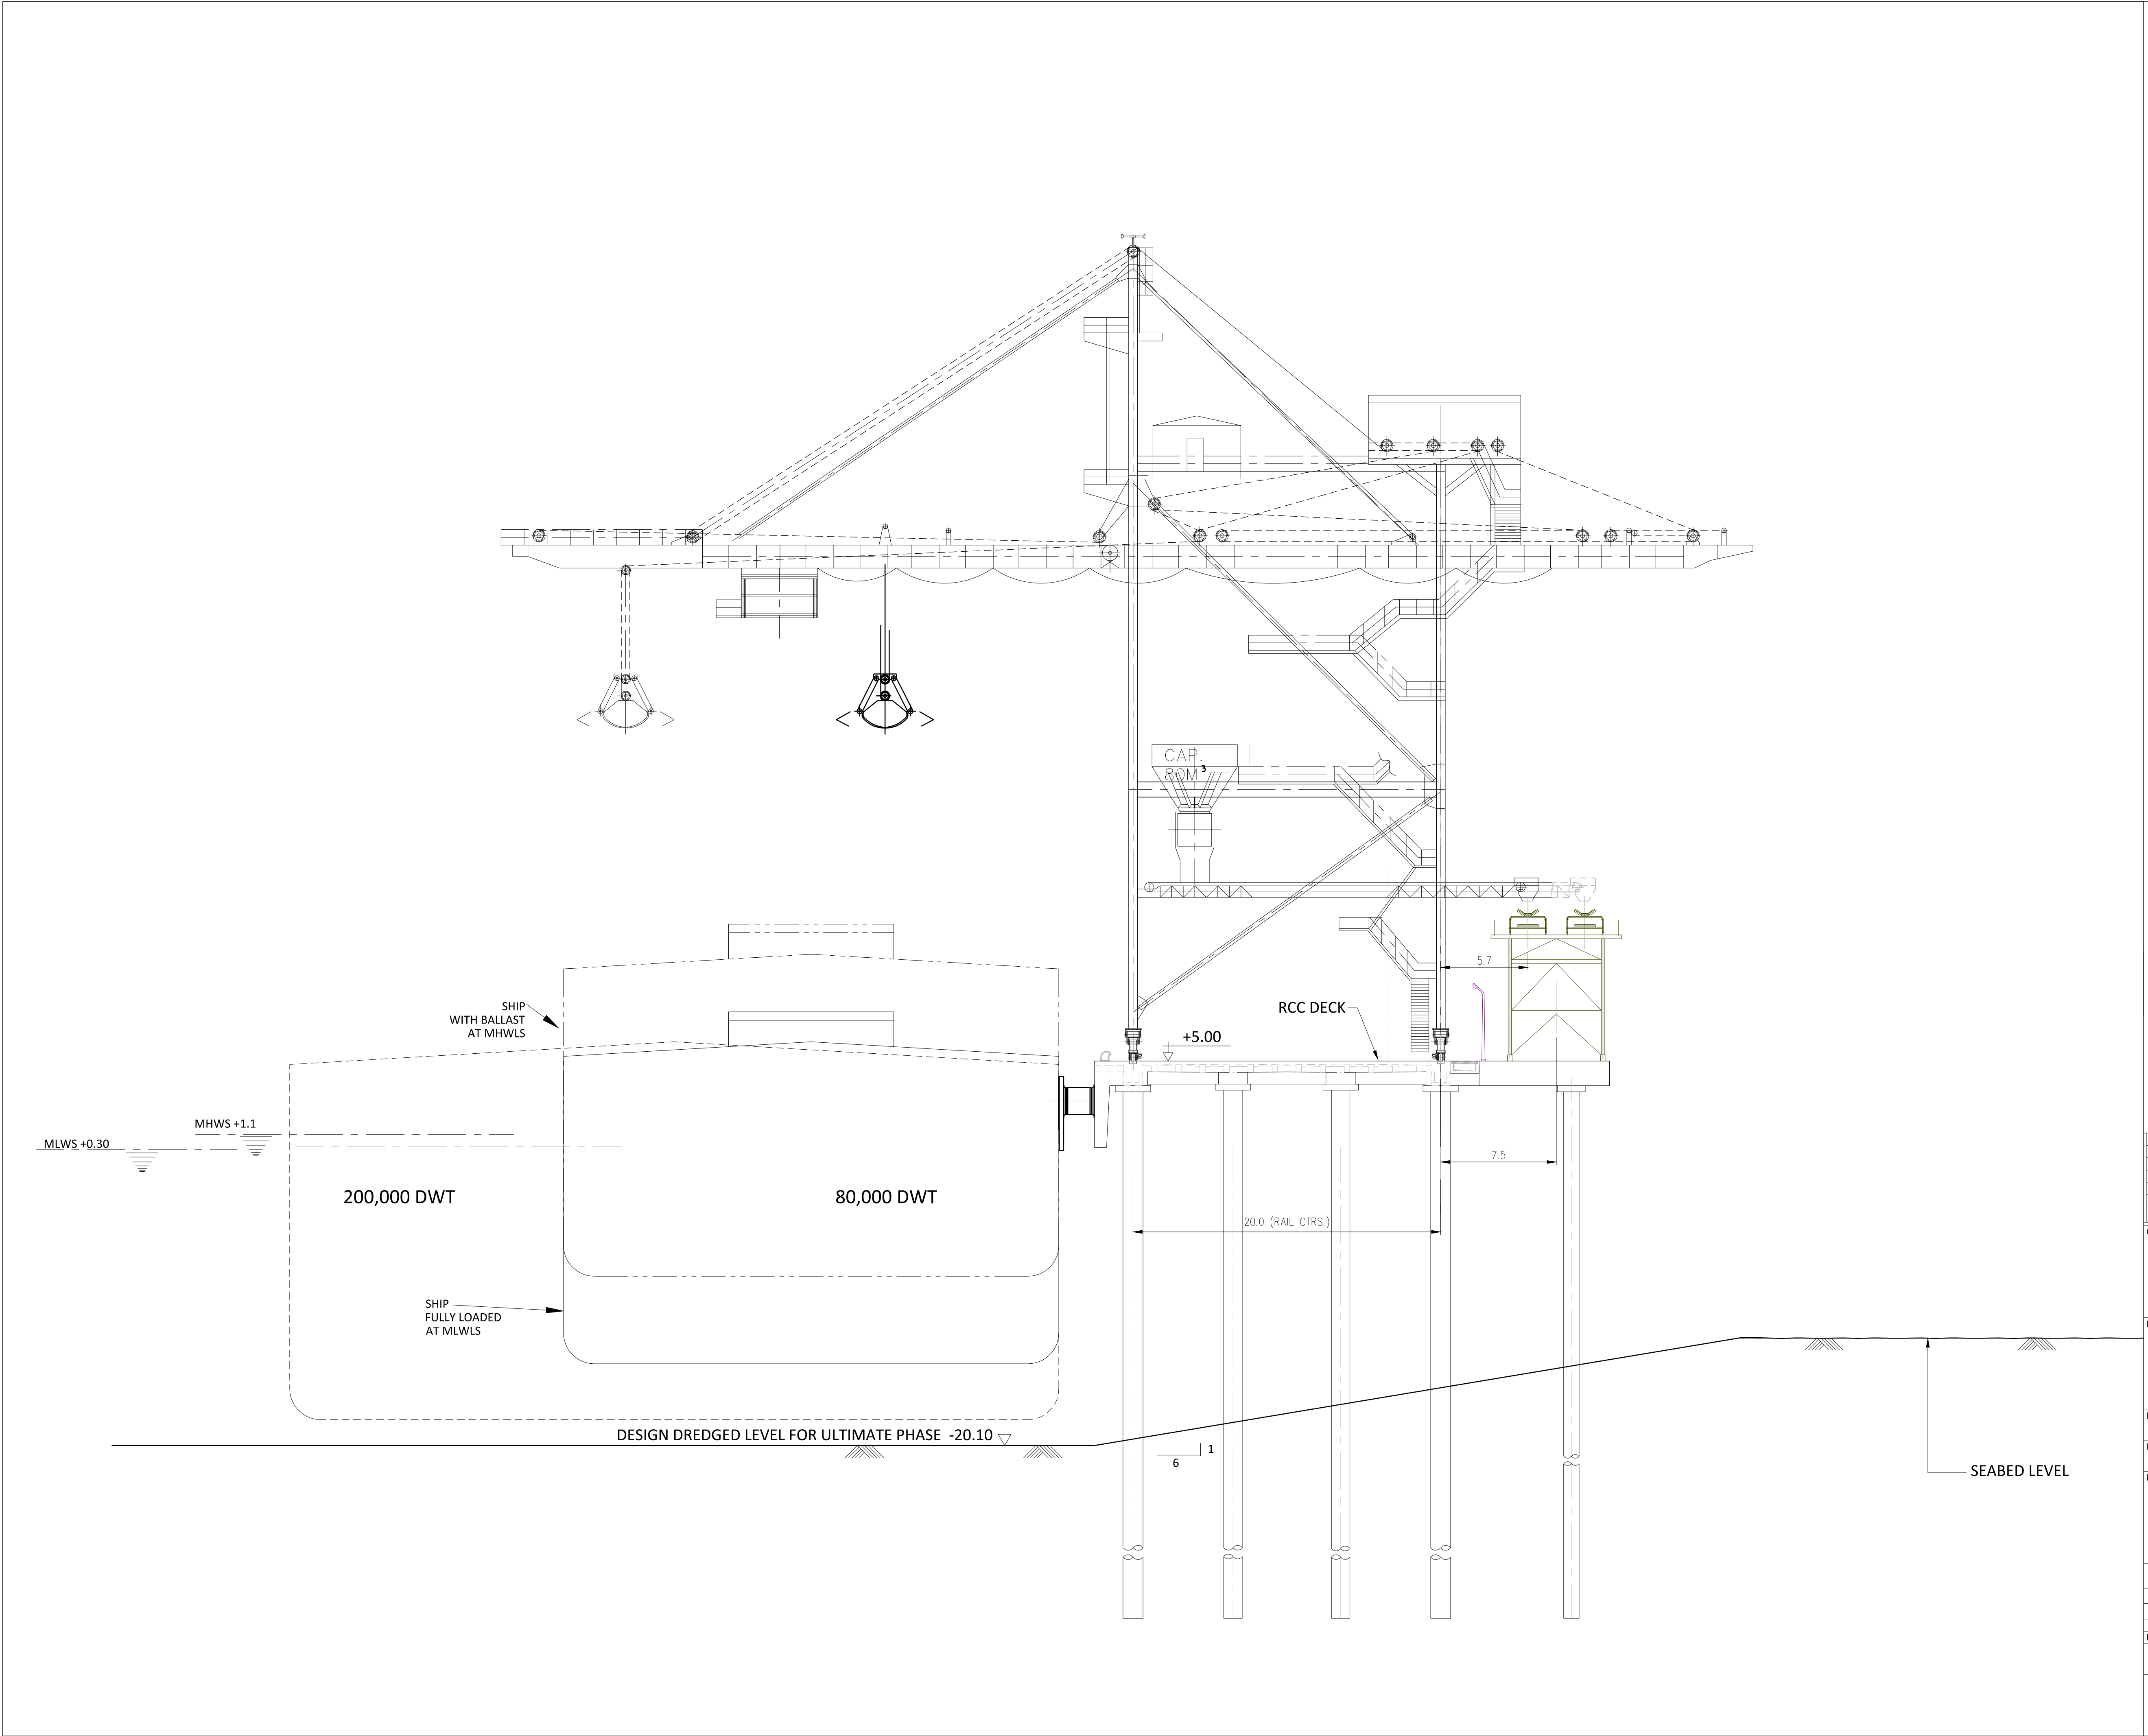 CAP.
80M³
5.7
SHIP
WITH BALLAST
AT MHWLS
RCC DECK
+5.00
MHWS +1.1
MLWS +0.30
7.5
200,000 DWT
80,000 DWT
20.0 (RAIL CTRS.)
SHIP
FULLY LOADED
AT MLWLS
DESIGN DREDGED LEVEL FOR ULTIMATE PHASE -20.10
1
6
SEABED LEVEL